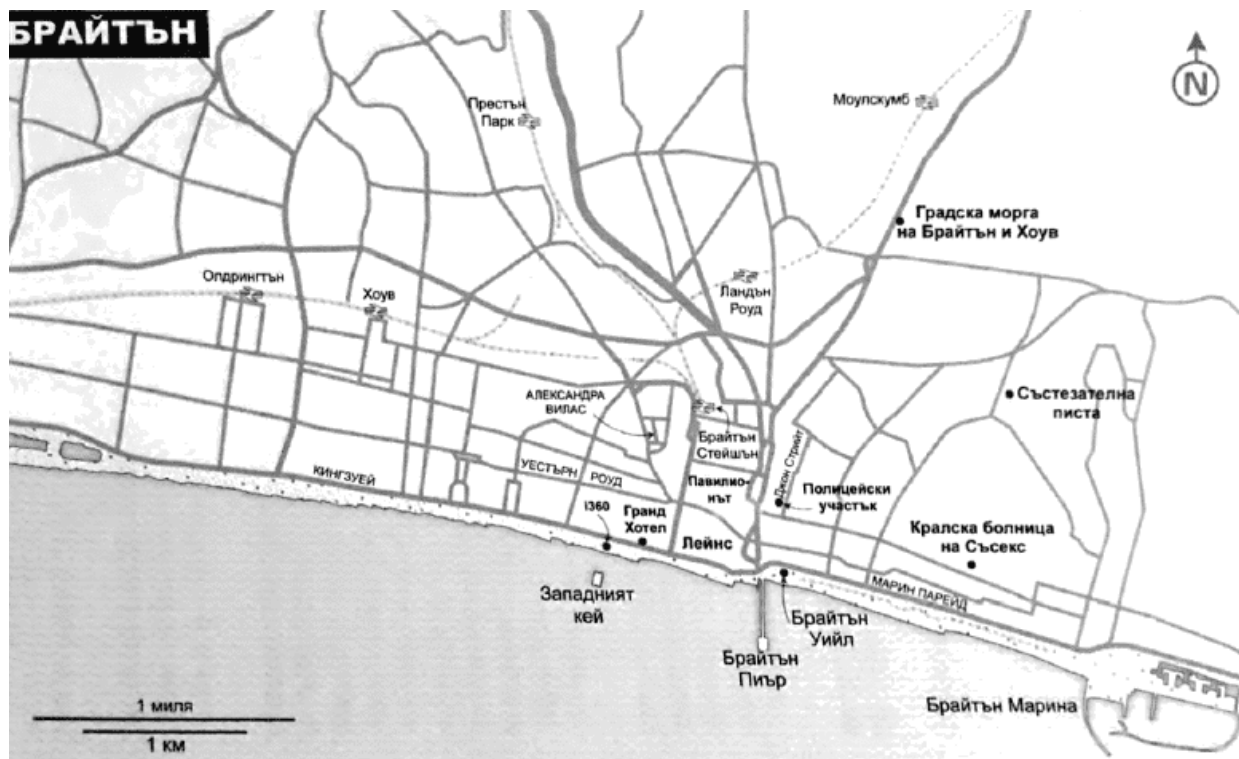 БРАЙТЪН
N
Престън
Парк
Моулскумб
Градска морга
на Брайтън и Хоув
Олдрингтън
Хоув
Ландън
Роуд
АЛЕКСАНДРА
ВИЛАС
Състезателна
писта
Брайтън
Стейшън
КИНГЗУЕЙ
УЕСТЪРН РОУД
Павилио-
нът
Джон Стрийт
Полицейски
участък
i360
Гранд
Хотел
Лейнс
Кралска болница
на Съсекс
Западният
кей
МАРИН ПАРЕЙД
Брайтън
Уийл
Брайтън
Пиър
Брайтън Марина
1 миля
1 км